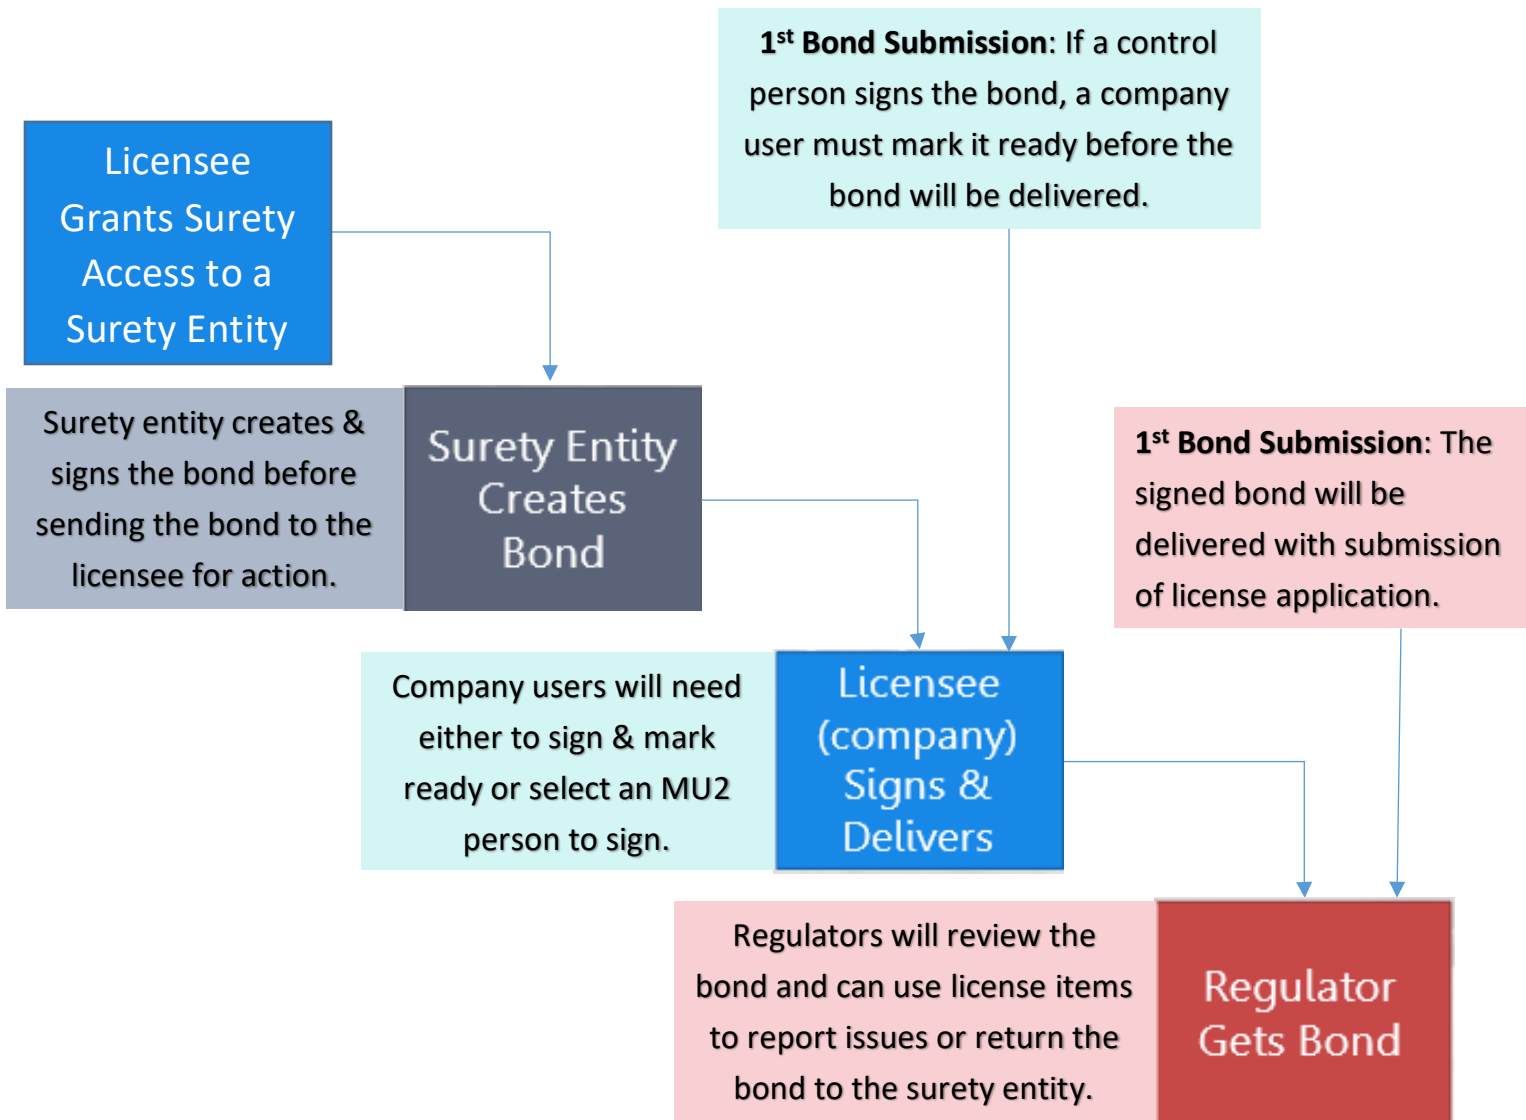 1st Bond Submission: If a control
person signs the bond, a company
user must mark it ready before the
bond will be delivered.
Licensee
Grants Surety
Access to a
Surety Entity
Surety entity creates &
signs the bond before
sending the bond to the
licensee for action.
Surety Entity
Creates
Bond
1st Bond Submission: The
signed bond will be
delivered with submission
of license application.
Company users will need
either to sign & mark
ready or select an MU2
person to sign.
Licensee
(company)
Signs &
Delivers
Regulators will review the
bond and can use license items
to report issues or return the
bond to the surety entity.
Regulator
Gets Bond